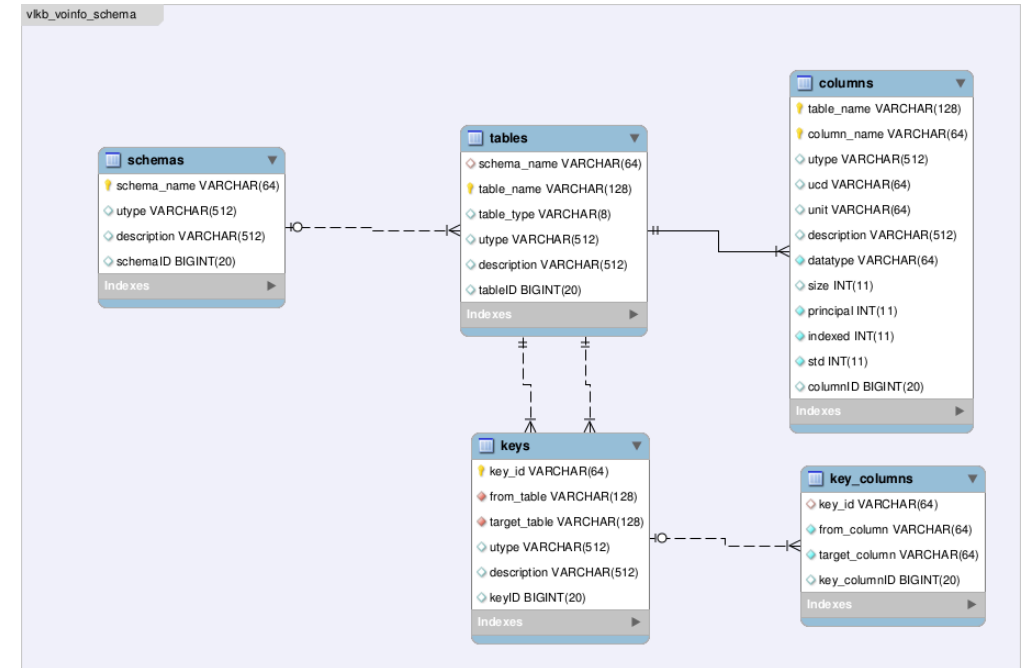 vlkb_voinfo_schema
schemas
schema_name VARCHAR(64)
utype VARCHAR(512)
description VARCHAR(512)
schemaID BIGINT(20)
Indexes
tables
schema_name VARCHAR(64)
table_name VARCHAR(128)
table_type VARCHAR(8)
utype VARCHAR(512)
description VARCHAR(512)
tableID BIGINT(20)
Indexes
columns
table_name VARCHAR(128)
column_name VARCHAR(64)
utype VARCHAR(512)
ucd VARCHAR(64)
unit VARCHAR(64)
description VARCHAR(512)
datatype VARCHAR(64)
size INT(11)
principal INT(11)
indexed INT(11)
std INT(11)
columnID BIGINT(20)
Indexes
keys
key_id VARCHAR(64)
from_table VARCHAR(128)
target_table VARCHAR(128)
utype VARCHAR(512)
description VARCHAR(512)
keyID BIGINT(20)
Indexes
key_columns
key_id VARCHAR(64)
from_column VARCHAR(64)
target_column VARCHAR(64)
key_columnID BIGINT(20)
Indexes